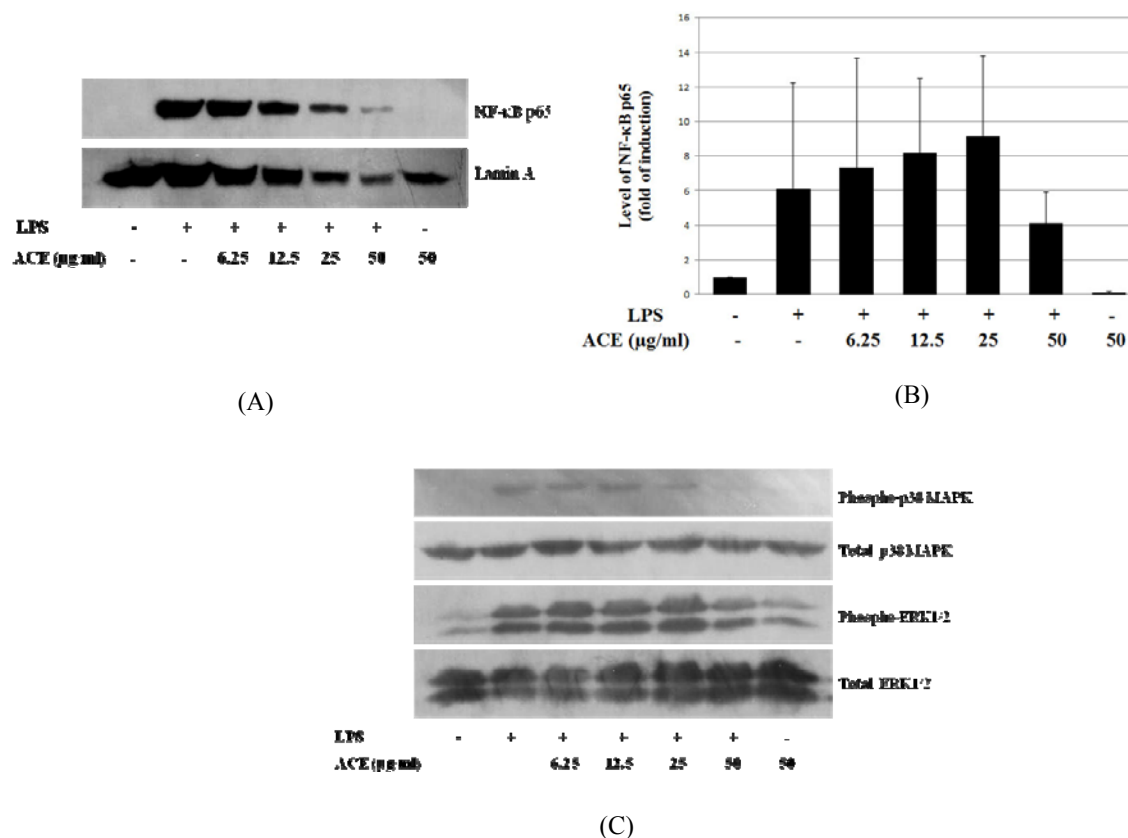 NF-κB p65
Lamin A
LPS - + + + + + -
ACE (µg/ml) - - 6.25 12.5 25 50 50
(A)
16
14
12
10
8
6
4
2
0
Level of NF-κB p65
(fold of induction)
LPS - + + + + + -
ACE (µg/ml) - - 6.25 12.5 25 50 50
(B)
Phospho-p38 MAPK
Total p38 MAPK
Phospho-ERK1/2
Total ERK1/2
LPS - + + + + + -
ACE (µg/ml) - - 6.25 12.5 25 50 50
(C)